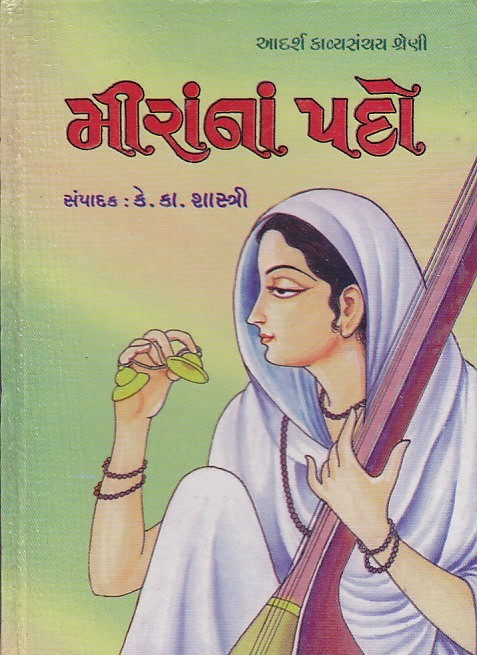 આદર્શ કાવ્યસંચય શ્રેણી
મીરાંનાં પદો
સંપાદક : કે. કા. શાસ્ત્રી